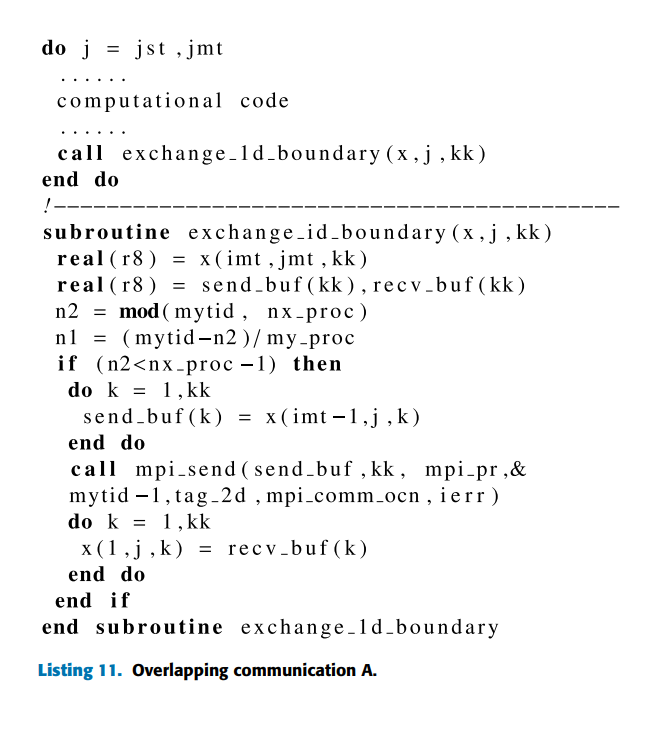 do j = jst ,jmt
......
computational code
......
call exchange_1d_boundary(x,j,kk)
end do
!−−−−−−−−−−−−−−−−−−−−−−−−−−−−−−−−−−−−−−−−−−−
subroutine exchange_id_boundary(x,j,kk)
real(r8) = x(imt,jmt,kk)
real(r8) = send_buf(kk),recv_buf(kk)
n2 = mod(mytid, nx_proc)
n1 = (mytid−n2)/my_proc
if (n2<nx_proc−1) then
do k = 1,kk
send_buf(k) = x(imt−1,j,k)
end do
call mpi_send(send_buf,kk, mpi_pr,&
mytid−1,tag_2d,mpi_comm_ocn,ierr)
do k = 1,kk
x(1,j,k) = recv_buf(k)
end do
end if
end subroutine exchange_1d_boundary
Listing 11. Overlapping communication A.